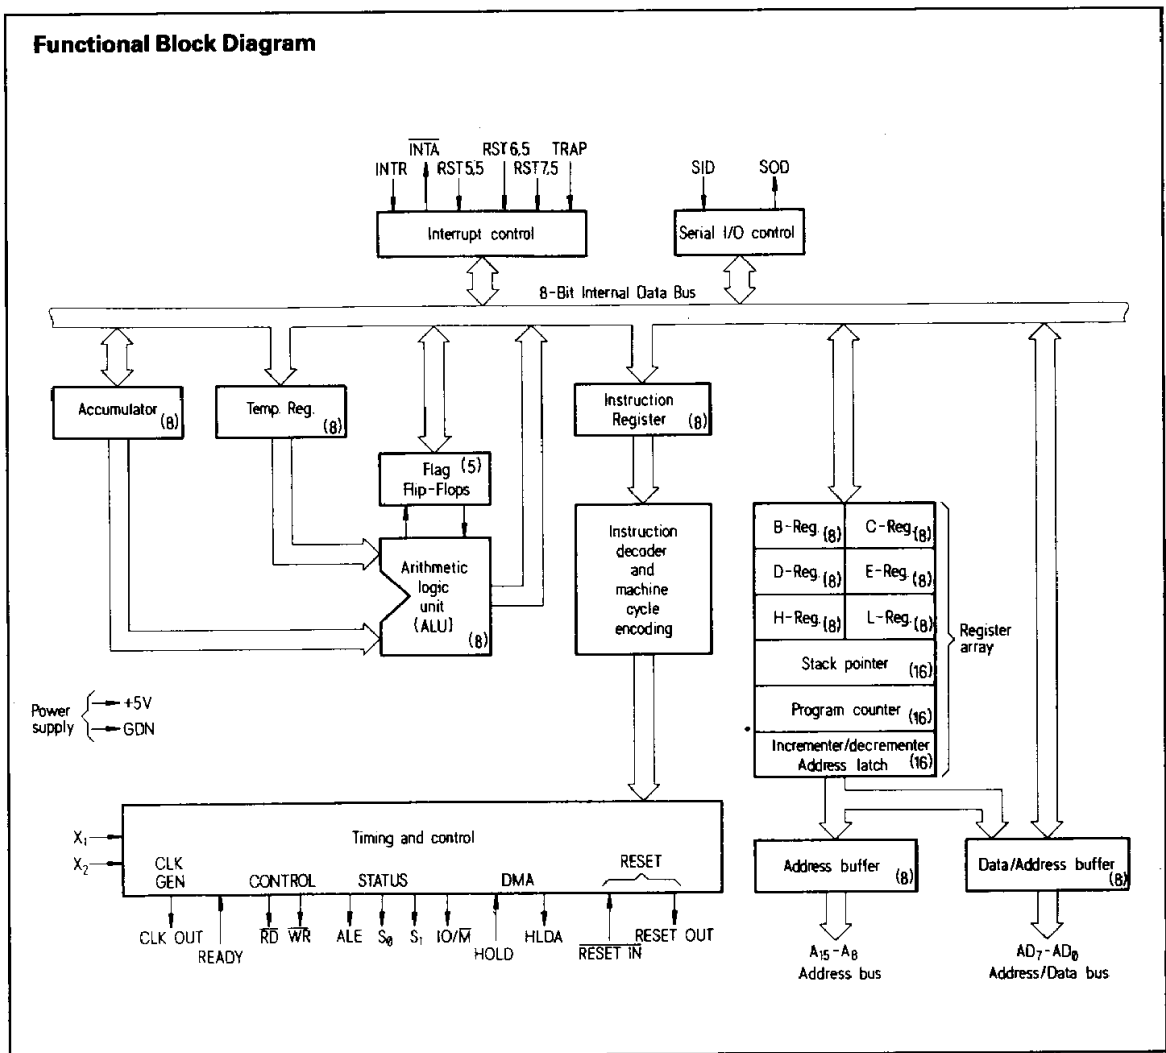 Functional Block Diagram
INTR
INTA
RST5,5
RST6,5
RST7,5
TRAP
SID
SOD
Interrupt control
Serial I/O control
8-Bit Internal Data Bus
Accumulator
(8)
Temp. Reg.
(8)
Flag (5)
Flip-Flops
Arithmetic
logic
unit
(ALU)
(8)
Instruction
Register
(8)
Instruction
decoder
and
machine
cycle
encoding
B-Reg. (8)
C-Reg. (8)
D-Reg. (8)
E-Reg. (8)
H-Reg. (8)
L-Reg. (8)
Stack pointer
(16)
Program counter (16)
Incrementer/decrementer
Address latch (16)
Register
array
Power
supply
+5V
GDN
X₁
X₂
Timing and control
CLK
GEN
CONTROL
STATUS
DMA
RESET
CLK OUT
READY
RD
WR
ALE
S₀
S₁
IO/M
HOLD
HLDA
RESET IN
RESET OUT
Address buffer
(8)
Data/Address buffer
(8)
A₁₅-A₈
Address bus
AD₇-AD₀
Address/Data bus